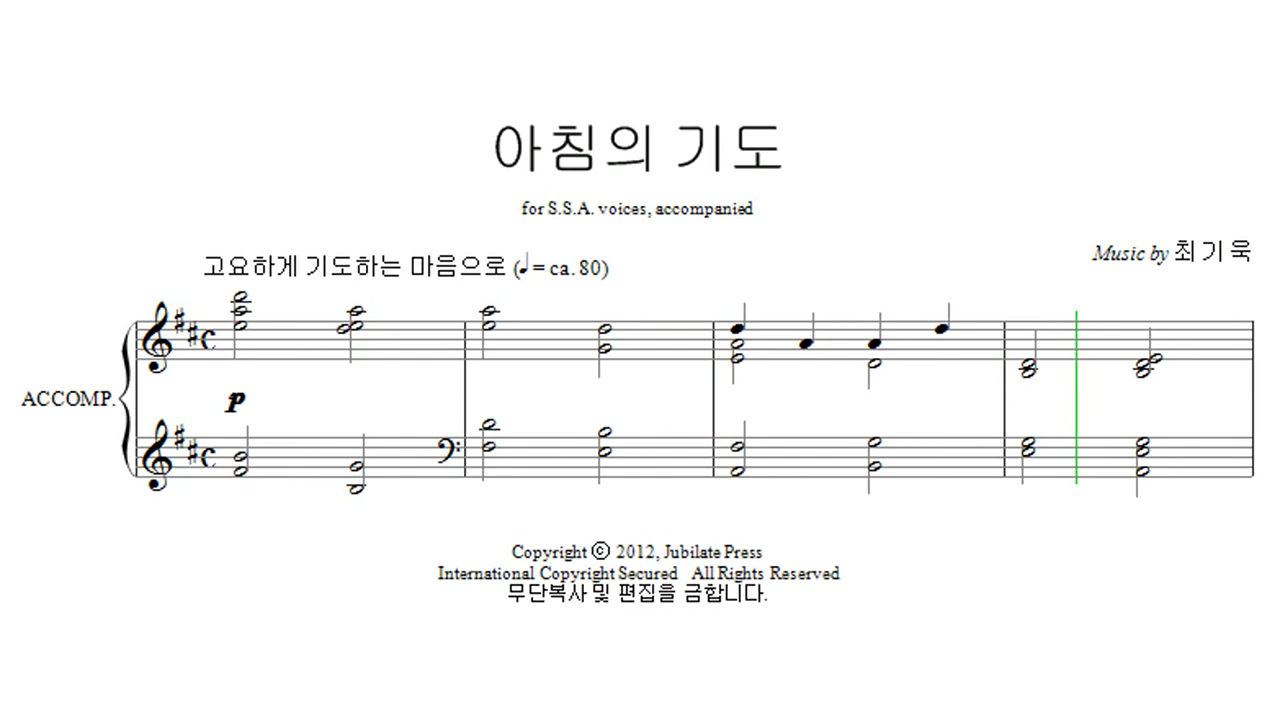 아침의 기도
for S.S.A. voices, accompanied
Music by 최 기 욱
고요하게 기도하는 마음으로 (♩= ca. 80)
ACCOMP.
p
Copyright ⓒ 2012, Jubilate Press
International Copyright Secured All Rights Reserved
무단복사 및 편집을 금합니다.